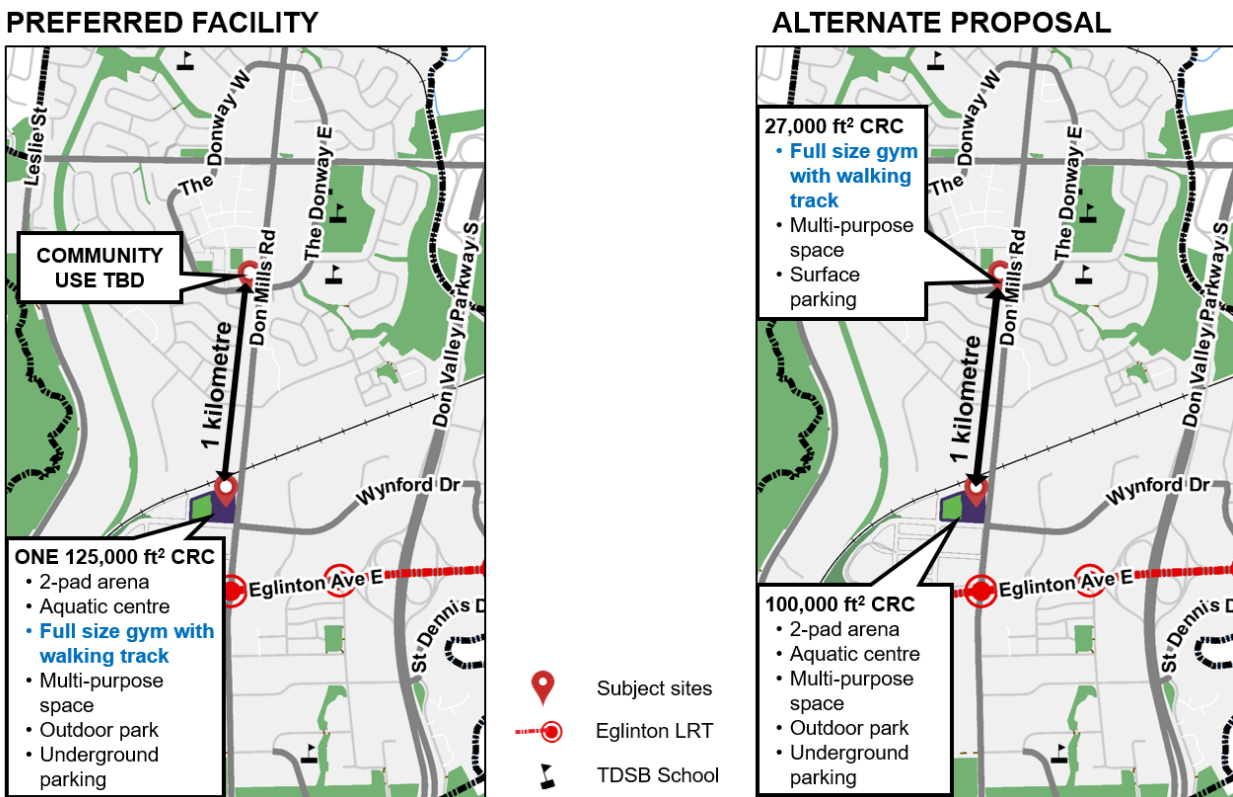 PREFERRED FACILITY
Leslie St
The Donway W
The Donway E
Don Mills Rd
Don Valley Parkway S
COMMUNITY
USE TBD
1 kilometre
Wynford Dr
Eglinton Ave E
St Dennis D
ONE 125,000 ft² CRC
• 2-pad arena
• Aquatic centre
• Full size gym with
walking track
• Multi-purpose
space
• Outdoor park
• Underground
parking
Subject sites
Eglinton LRT
TDSB School
ALTERNATE PROPOSAL
27,000 ft² CRC
• Full size gym
with walking
track
• Multi-purpose
space
• Surface
parking
The Donway W
The Donway E
Don Mills Rd
Don Valley Parkway S
1 kilometre
Wynford Dr
Eglinton Ave E
St Dennis D
100,000 ft² CRC
• 2-pad arena
• Aquatic centre
• Multi-purpose
space
• Outdoor park
• Underground
parking